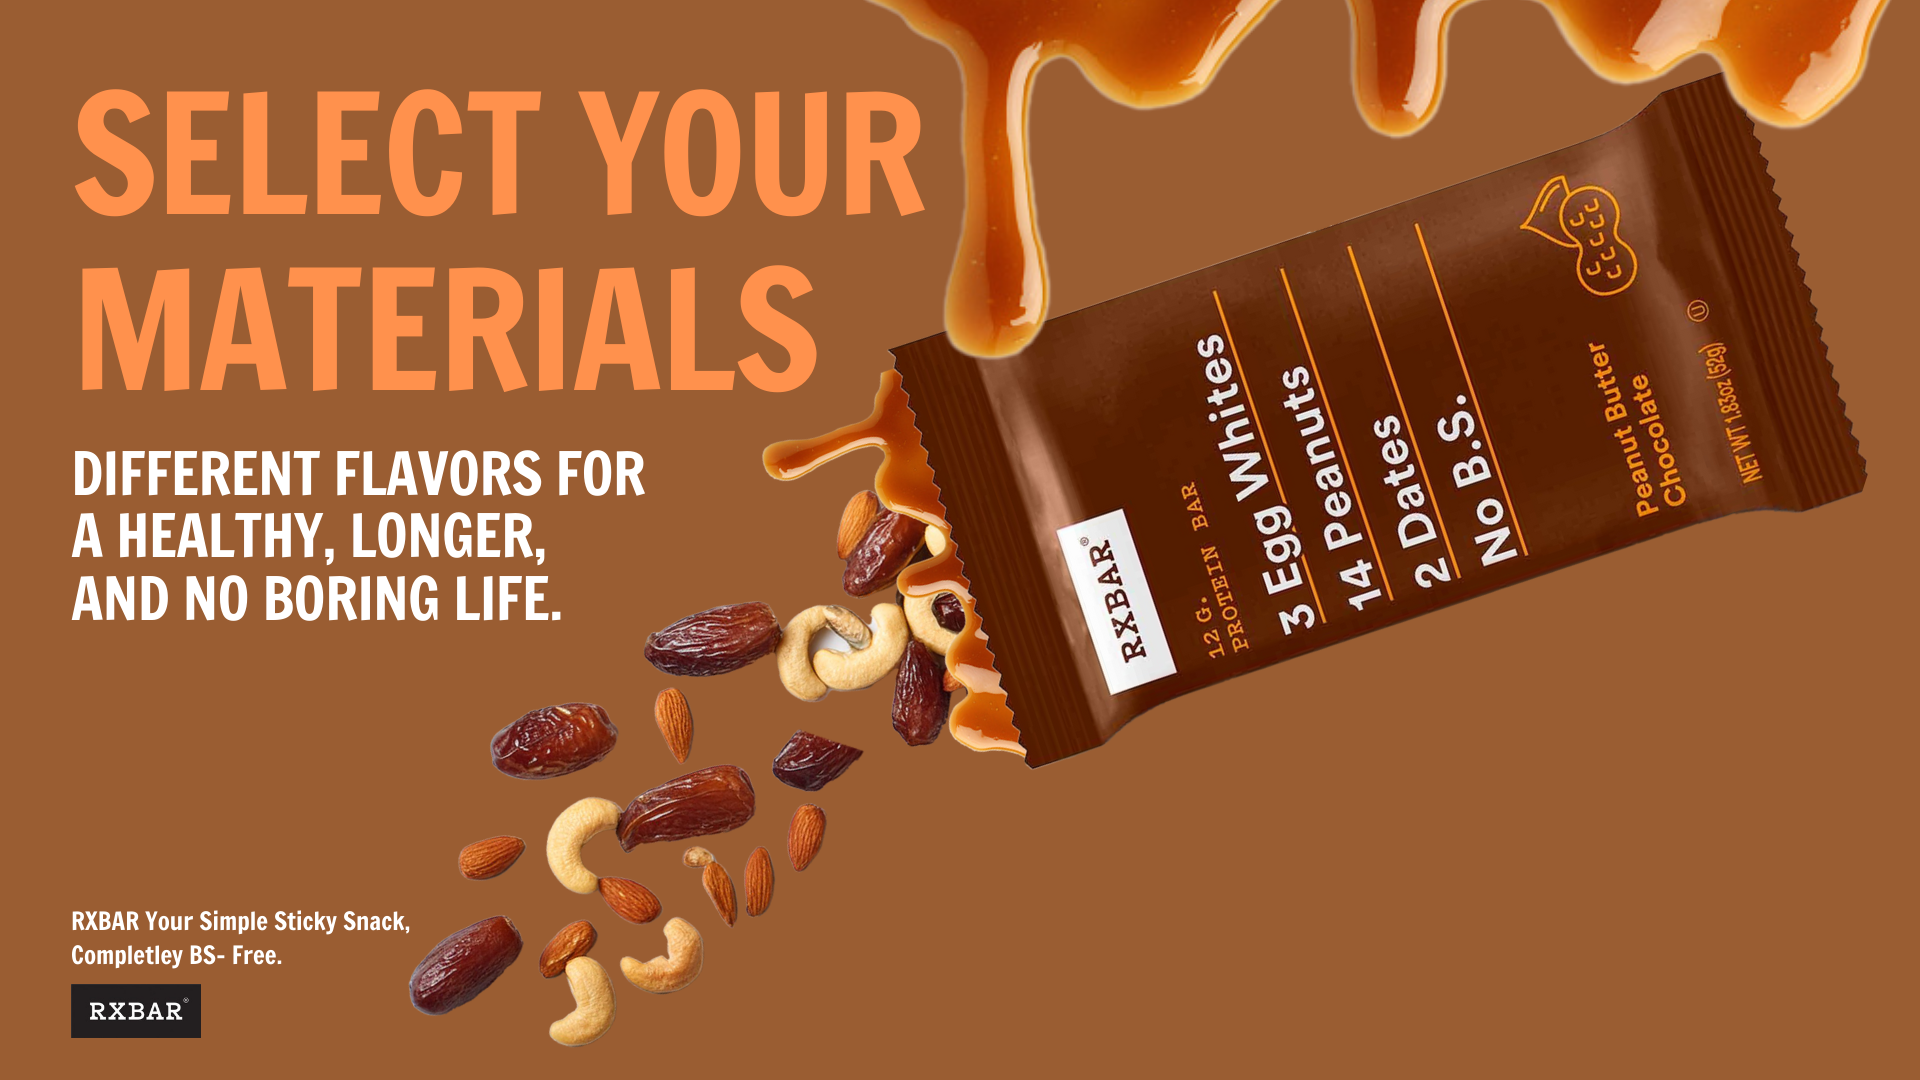 SELECT YOUR
MATERIALS
DIFFERENT FLAVORS FOR
A HEALTHY, LONGER,
AND NO BORING LIFE.
RXBAR®
12 G.
PROTEIN BAR
3 Egg Whites
14 Peanuts
2 Dates
No B.S.
Peanut Butter
Chocolate
NET WT 1.83oz (52g)
U
RXBAR Your Simple Sticky Snack,
Completley BS- Free.
RXBAR®